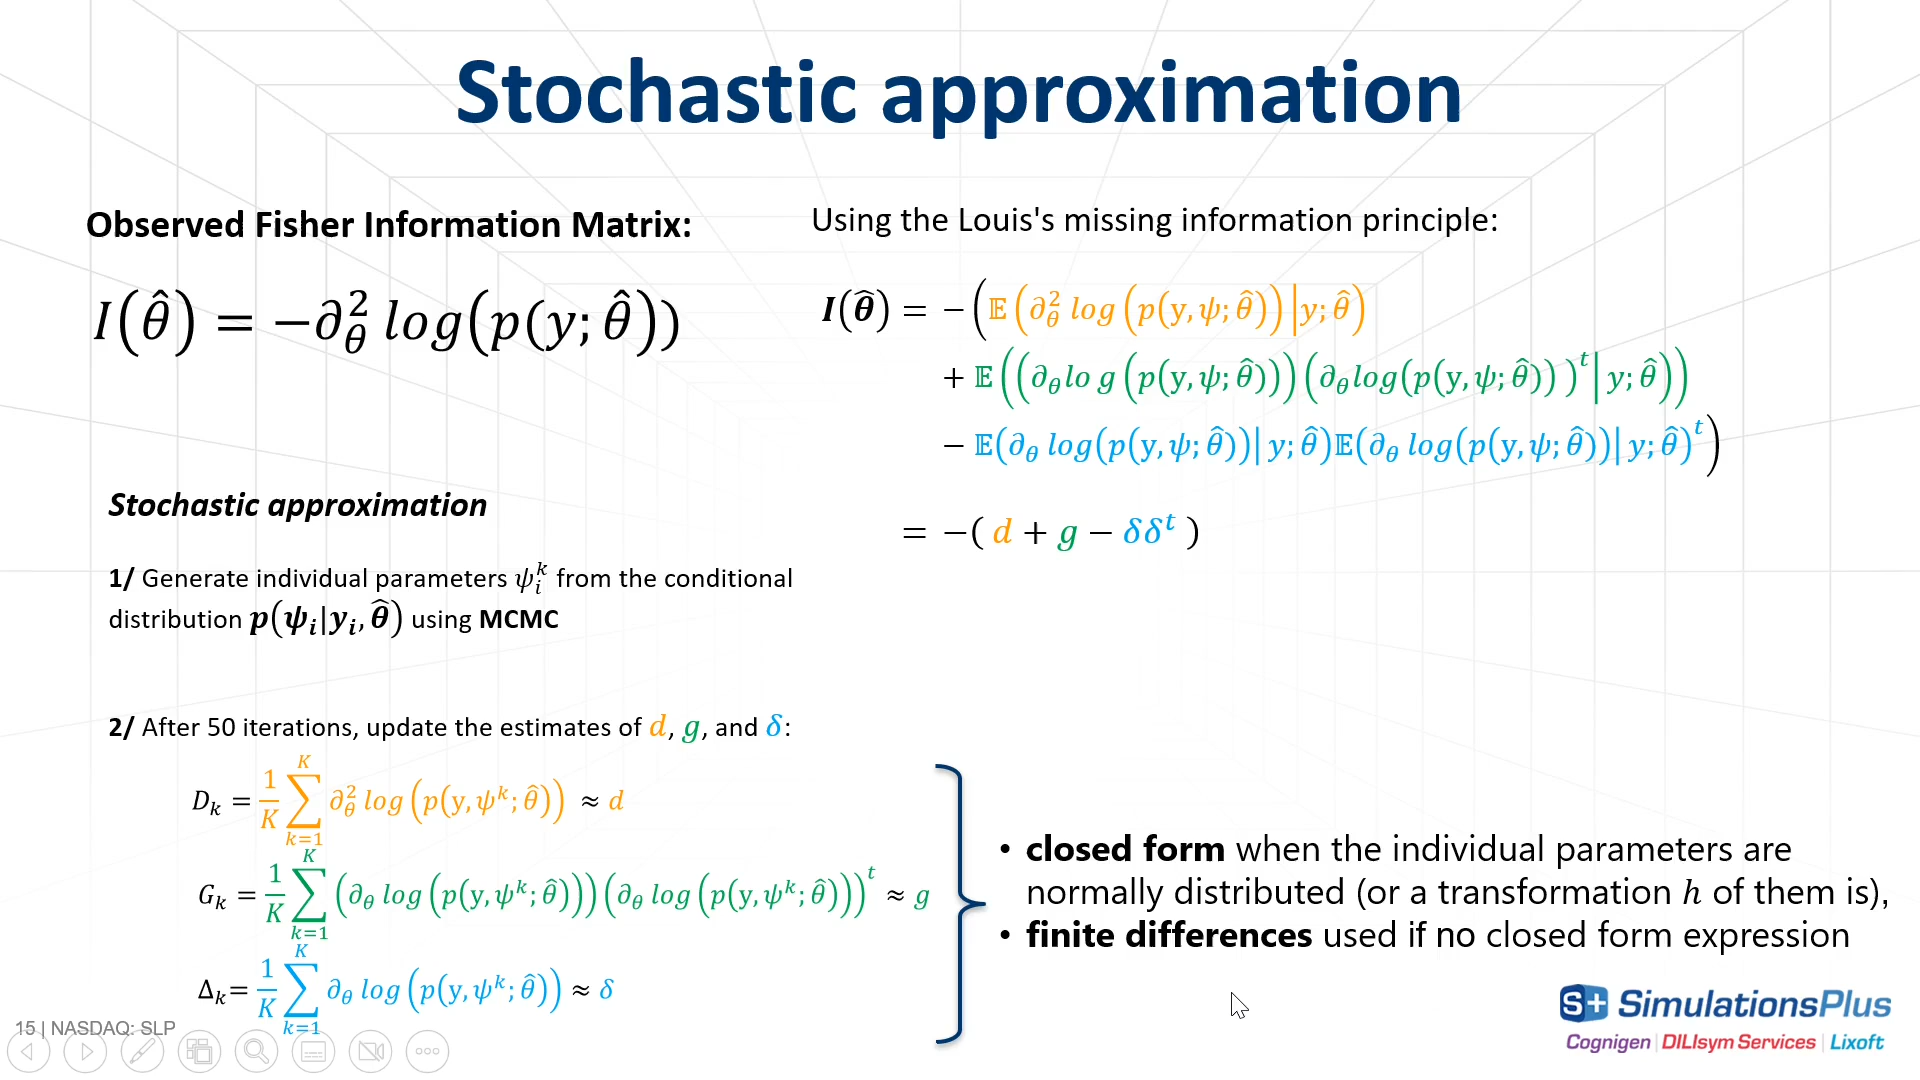 Stochastic approximation
Observed Fisher Information Matrix:
I(θ̂) = −∂²_θ log(p(y; θ̂))
Using the Louis's missing information principle:
I(θ̂) = −(𝔼(∂²_θ log(p(y, ψ; θ̂))|y; θ̂)
+ 𝔼((∂_θ lo g(p(y, ψ; θ̂)))(∂_θ log(p(y, ψ; θ̂)))^t| y; θ̂))
− 𝔼(∂_θ log(p(y, ψ; θ̂))| y; θ̂)𝔼(∂_θ log(p(y, ψ; θ̂))| y; θ̂)^t)
= −( d + g − δδ^t )
Stochastic approximation
1/ Generate individual parameters ψ_i^k from the conditional
distribution p(ψ_i|y_i, θ̂) using MCMC
2/ After 50 iterations, update the estimates of d, g, and δ:
D_k = 1/K ∑_{k=1}^{K} ∂²_θ log(p(y, ψ^k; θ̂)) ≈ d
G_k = 1/K ∑_{k=1}^{K} (∂_θ log(p(y, ψ^k; θ̂)))(∂_θ log(p(y, ψ^k; θ̂)))^t ≈ g
Δ_k = 1/K ∑_{k=1}^{K} ∂_θ log(p(y, ψ^k; θ̂)) ≈ δ
• closed form when the individual parameters are
normally distributed (or a transformation h of them is),
• finite differences used if no closed form expression
15 | NASDAQ: SLP
S+ SimulationsPlus
Cognigen | DILIsym Services | Lixoft